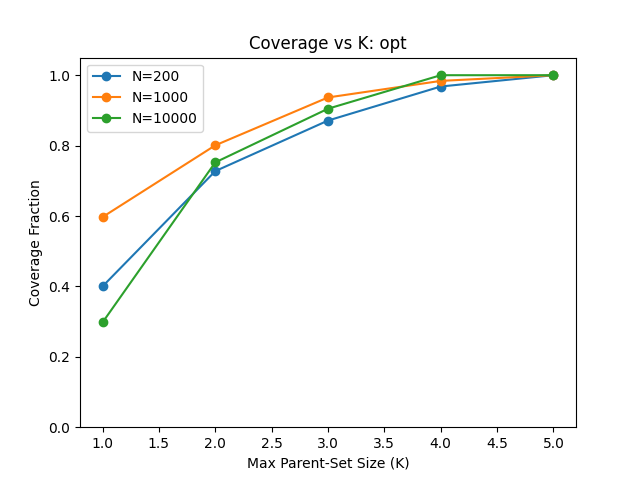 Coverage vs K: opt
N=200
N=1000
N=10000
Coverage Fraction
1.0
0.8
0.6
0.4
0.2
0.0
1.0 1.5 2.0 2.5 3.0 3.5 4.0 4.5 5.0
Max Parent-Set Size (K)